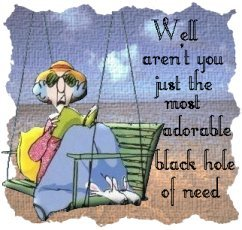 Well
aren't you
just the
most
adorable
black hole
of need